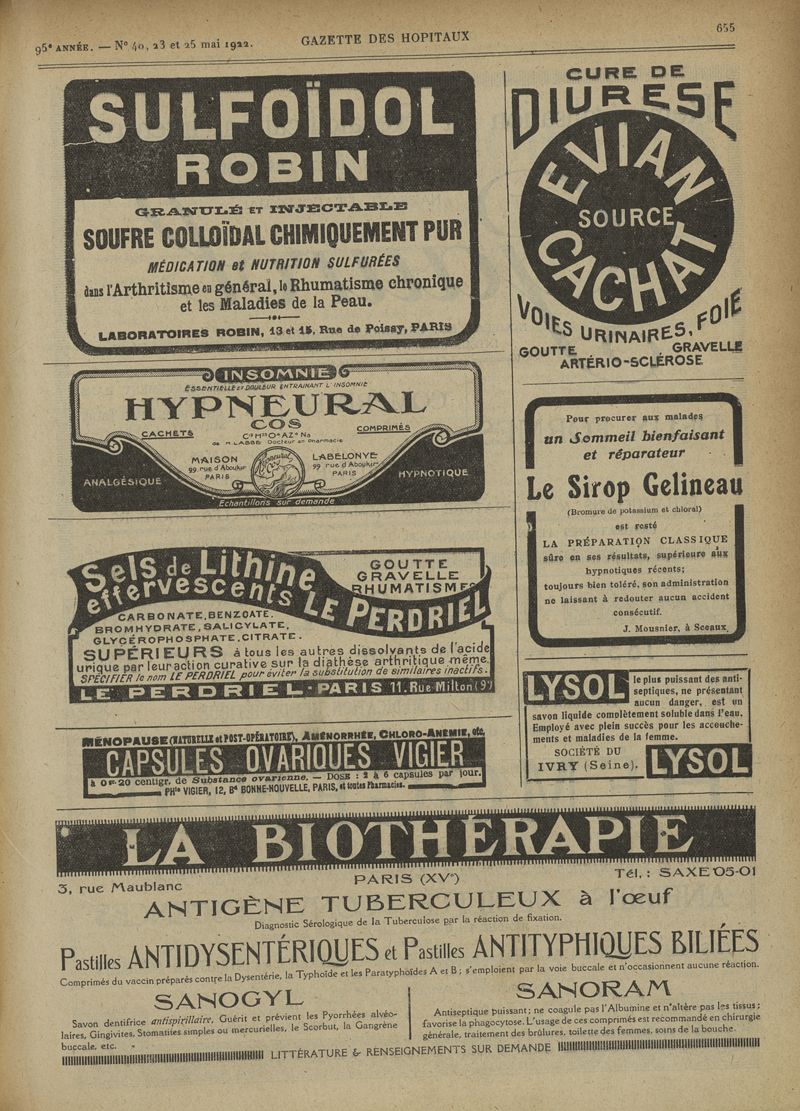 95e ANNÉE. — No 40, 23 et 25 mai 1922.
GAZETTE DES HOPITAUX
655
SULFOÏDOL
ROBIN
GRANULÉ ET INJECTABLE
SOUFRE COLLOÏDAL CHIMIQUEMENT PUR
MÉDICATION et NUTRITION SULFURÉES
dans l'Arthritisme en général, le Rhumatisme chronique
et les Maladies de la Peau.
LABORATOIRES ROBIN, 13 et 15, Rue de Poissy, PARIS
CURE DE
DIURESE
EVIAN
SOURCE
CACHAT
VOIES URINAIRES, FOIE
GOUTTE GRAVELLE
ARTÉRIO-SCLÉROSE
INSOMNIE
ESSENTIELLE ET DOULEUR ENTRAINANT L'INSOMNIE
HYPNEURAL
COS
CACHETS
COMPRIMÉS
de H. LABBE Docteur en Pharmacie
MAISON LABÉLONYE
99, rue d'Aboukir 99 rue d'Aboukir
PARIS PARIS
ANALGÉSIQUE
HYPNOTIQUE
Echantillons sur demande
Pour procurer aux malades
un Sommeil bienfaisant
et réparateur
Le Sirop Gelineau
(Bromure de potassium et chloral)
est resté
LA PRÉPARATION CLASSIQUE
sûre en ses résultats, supérieure aux
hypnotiques récents;
toujours bien toléré, son administration
ne laissant à redouter aucun accident
consécutif.
J. Mousnier, à Sceaux
Sels de Lithine
effervescents LE PERDRIEL
GOUTTE
GRAVELLE
RHUMATISMES
CARBONATE, BENZOATE.
BROMHYDRATE, SALICYLATE,
GLYCÉROPHOSPHATE, CITRATE.
SUPÉRIEURS à tous les autres dissolvants de l'acide
urique par leur action curative sur la diathèse arthritique même.
SPÉCIFIER le nom LE PERDRIEL pour éviter la substitution de similaires inactifs.
LE PERDRIEL - PARIS 11, Rue Milton (9e)
LYSOL
le plus puissant des anti-
septiques, ne présentant
aucun danger, est un
savon liquide complètement soluble dans l'eau.
Employé avec plein succès pour les accouche-
ments et maladies de la femme.
SOCIÉTÉ DU
IVRY (Seine). LYSOL
MÉNOPAUSE (NATURELLE et POST-OPÉRATOIRE), AMÉNORRHÉE, CHLORO-ANÉMIE, etc.
CAPSULES OVARIQUES VIGIER
à 0gr 20 centigr. de Substance ovarienne. — DOSE : 2 à 6 capsules par jour.
PHie VIGIER, 12, Bd BONNE-NOUVELLE, PARIS, et toutes Pharmacies.
LA BIOTHÉRAPIE
3, rue Maublanc
PARIS (XVe)
Tél. : SAXE 05-01
ANTIGÈNE TUBERCULEUX à l'œuf
Diagnostic Sérologique de la Tuberculose par la réaction de fixation.
Pastilles ANTIDYSENTÉRIQUES et Pastilles ANTITYPHIQUES BILIÉES
Comprimés du vaccin préparés contre la Dysentérie, la Typhoïde et les Paratyphoïdes A et B ; s'emploient par la voie buccale et n'occasionnent aucune réaction.
SANOGYL
Savon dentifrice antispirillaire, Guérit et prévient les Pyorrhées alvéo-
laires, Gingivites, Stomatites simples ou mercurielles, le Scorbut, la Gangrène
buccale, etc.
SANORAM
Antiseptique puissant; ne coagule pas l'Albumine et n'altère pas les tissus;
favorise la phagocytose. L'usage de ces comprimés est recommandé en chirurgie
générale, traitement des brûlures, toilette des femmes, soins de la bouche.
LITTÉRATURE & RENSEIGNEMENTS SUR DEMANDE